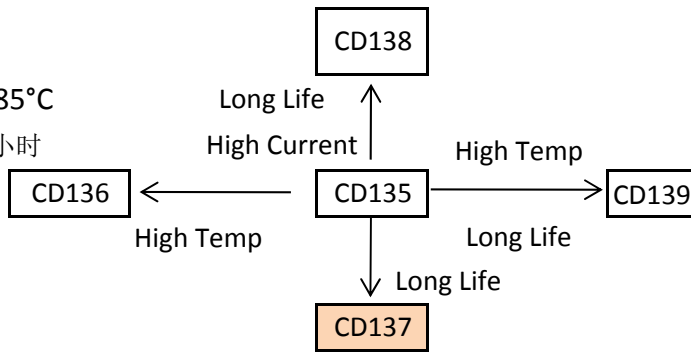 CD138
85°C
Long Life
小时
High Current
High Temp
CD136
CD135
CD139
High Temp
Long Life
Long Life
CD137